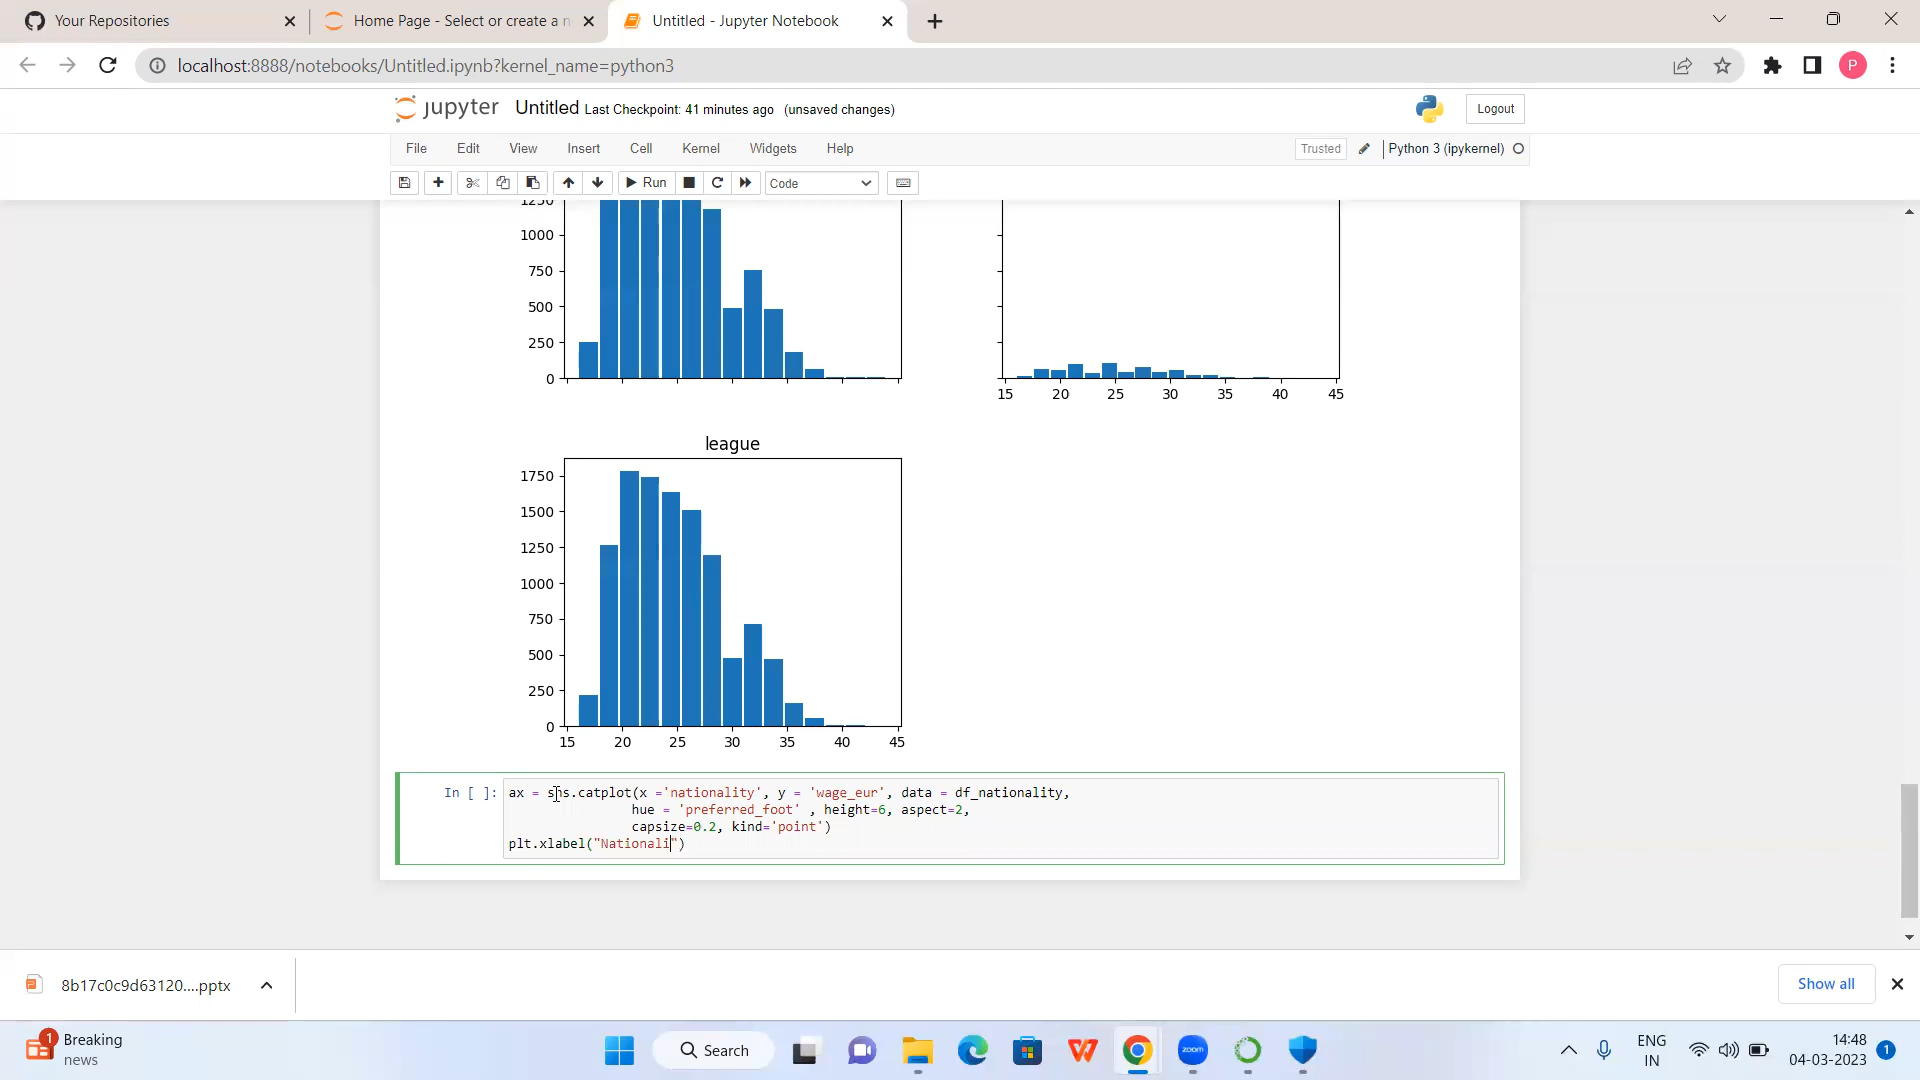 Your Repositories
Home Page - Select or create a n
Untitled - Jupyter Notebook
localhost:8888/notebooks/Untitled.ipynb?kernel_name=python3
P
jupyter Untitled Last Checkpoint: 41 minutes ago (unsaved changes)
Logout
File Edit View Insert Cell Kernel Widgets Help
Trusted
Python 3 (ipykernel)
Run
Code
1250
1000
750
500
250
0
15 20 25 30 35 40 45
league
1750
1500
1250
1000
750
500
250
0
15 20 25 30 35 40 45
In [ ]: ax = sns.catplot(x ='nationality', y = 'wage_eur', data = df_nationality,
hue = 'preferred_foot' , height=6, aspect=2,
capsize=0.2, kind='point')
plt.xlabel("Nationali")
8b17c0c9d63120....pptx
Show all
1
Breaking
news
Search
zoom
ENG
IN
14:48
04-03-2023
1